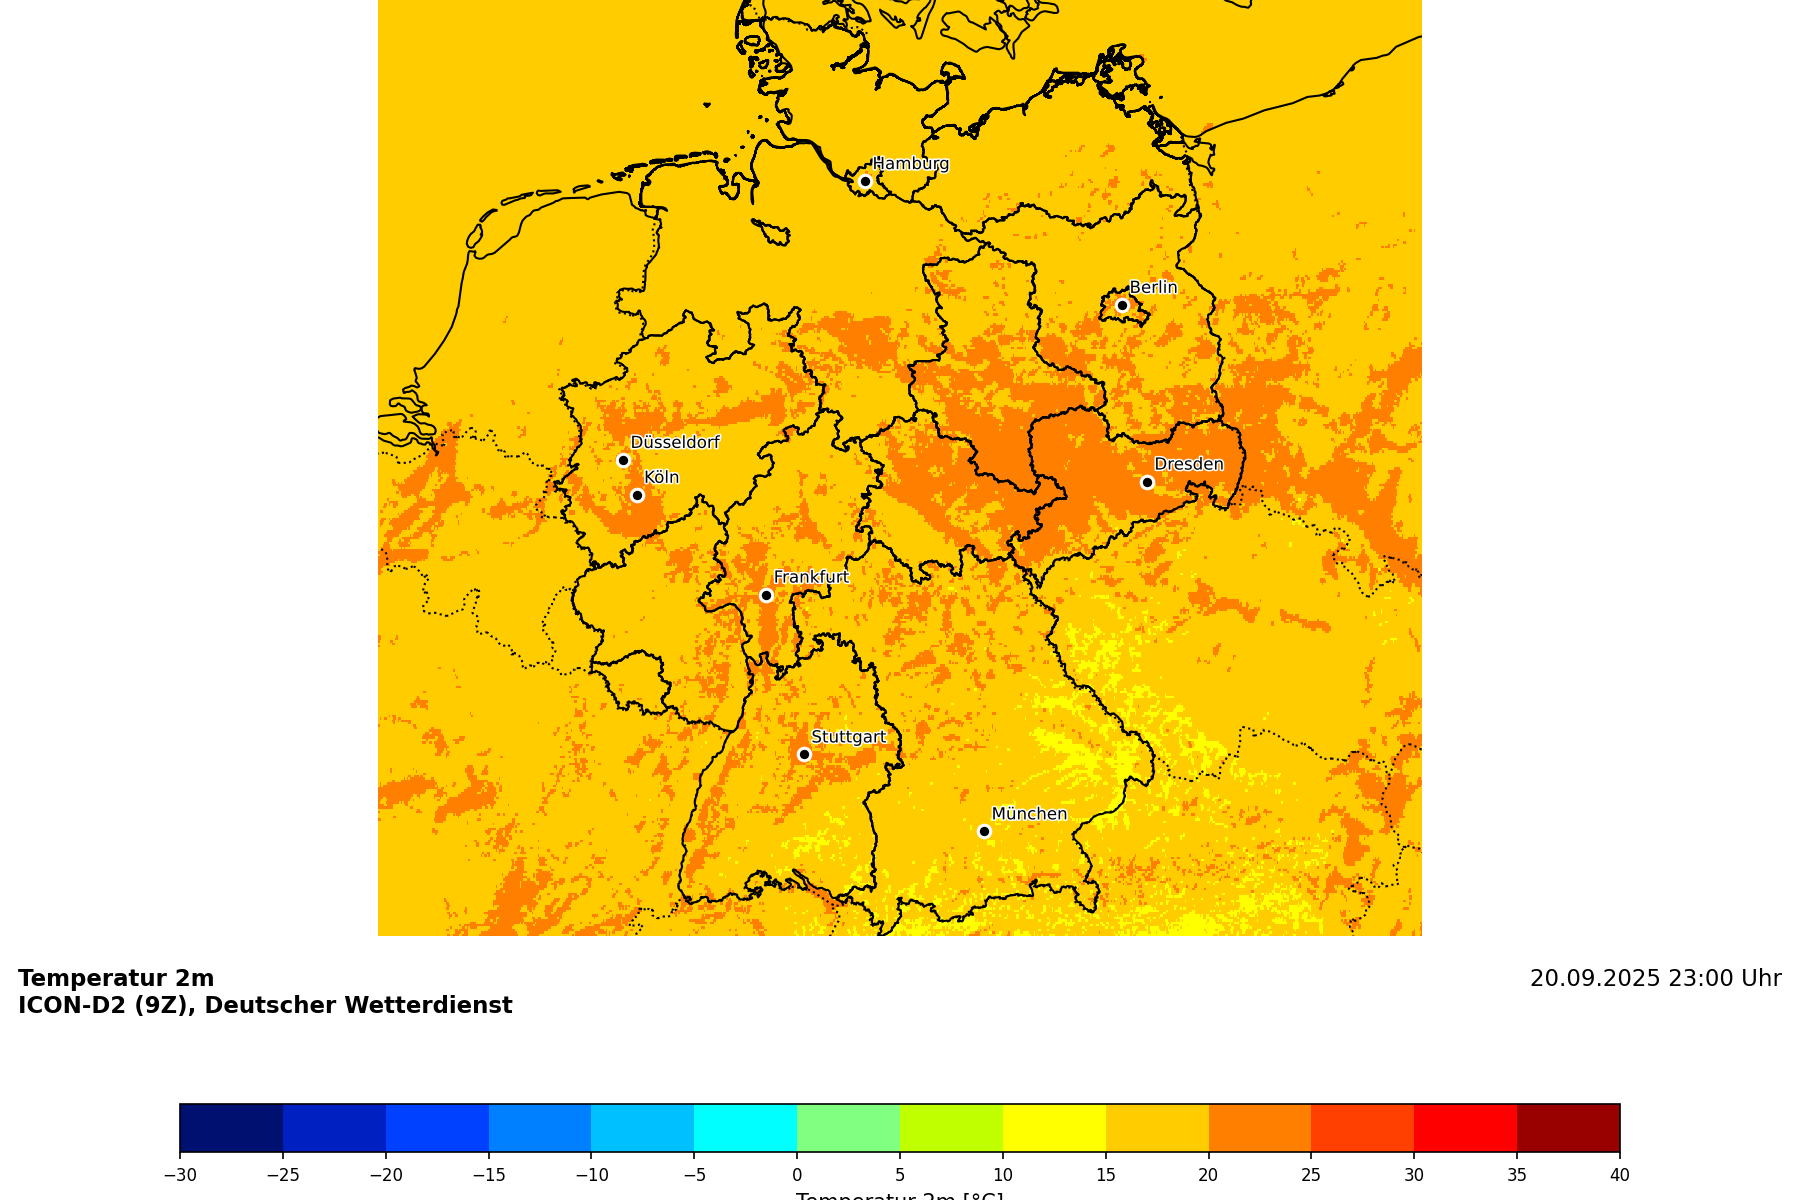 Hamburg
Berlin
Düsseldorf
Köln
Dresden
Frankfurt
Stuttgart
München
Temperatur 2m
20.09.2025 23:00 Uhr
ICON-D2 (9Z), Deutscher Wetterdienst
−30 −25 −20 −15 −10 −5 0 5 10 15 20 25 30 35 40
Temperatur 2m [°C]